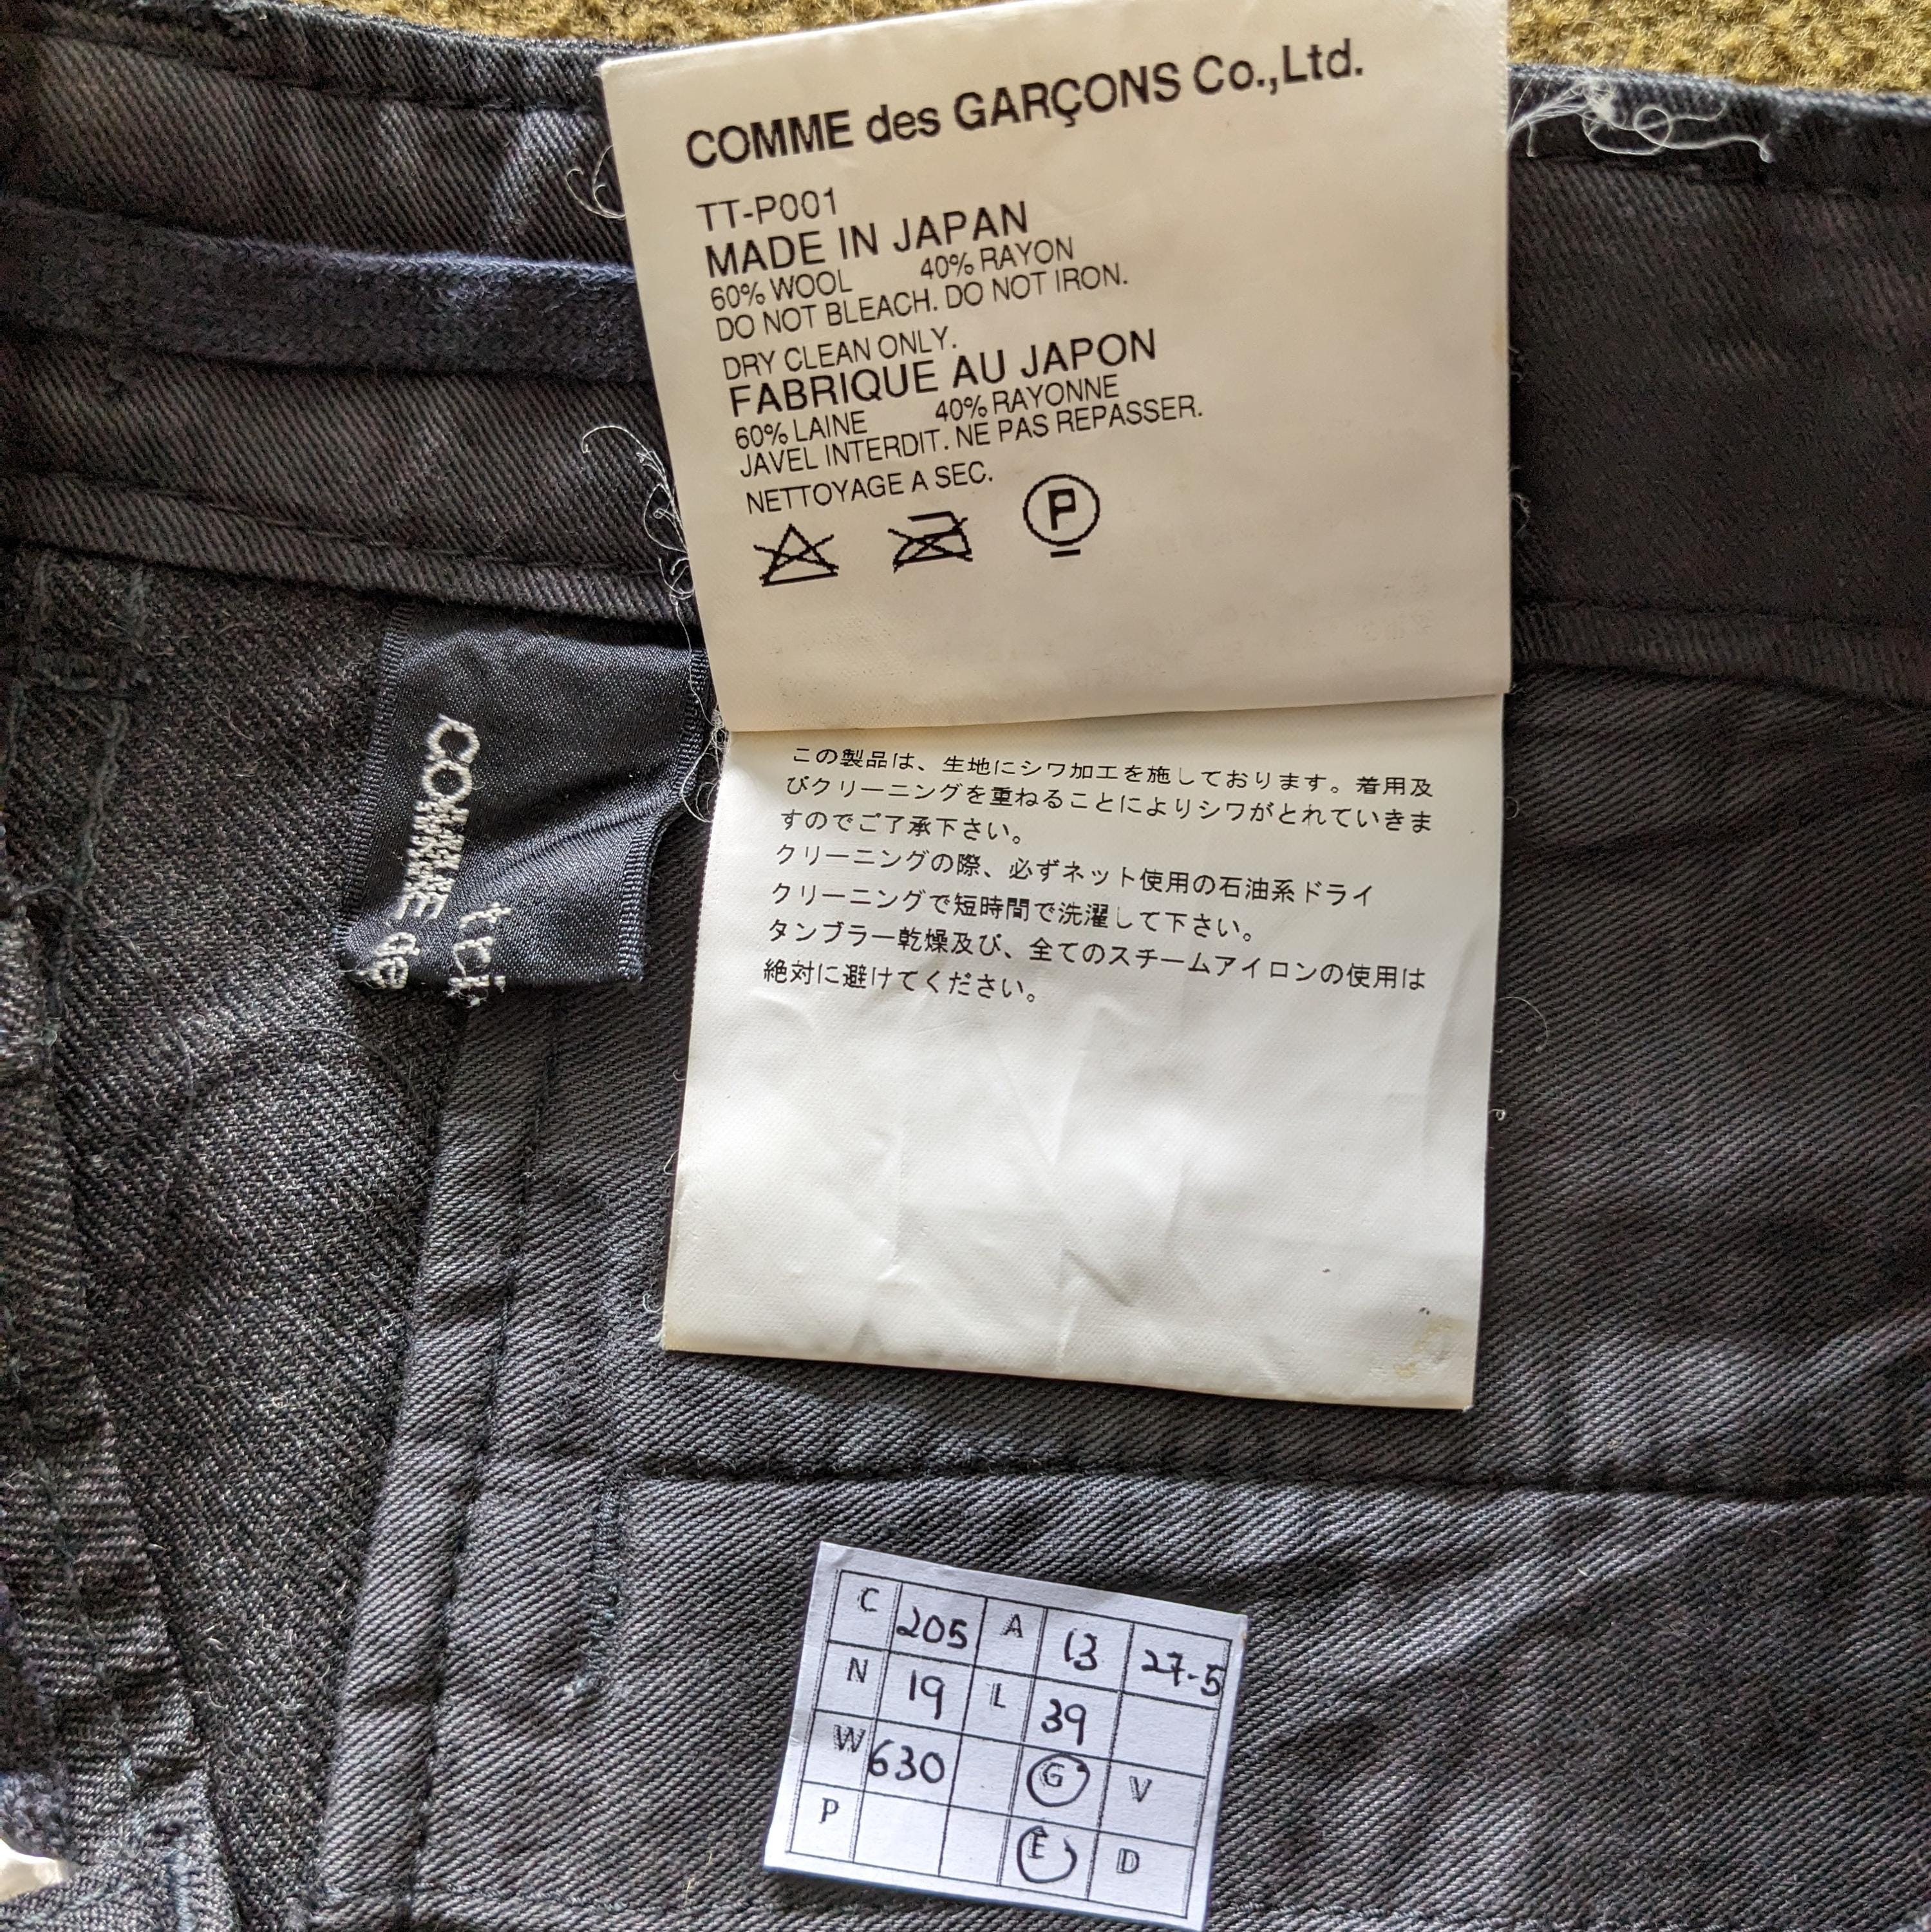 COMME des GARÇONS Co.,Ltd.
TT-P001
MADE IN JAPAN
60% WOOL 40% RAYON
DO NOT BLEACH. DO NOT IRON.
DRY CLEAN ONLY.
FABRIQUE AU JAPON
60% LAINE 40% RAYONNE
JAVEL INTERDIT. NE PAS REPASSER.
NETTOYAGE A SEC.
P
この製品は、生地にシワ加工を施しております。着用及
びクリーニングを重ねることによりシワがとれていきま
すのでご了承下さい。
クリーニングの際、必ずネット使用の石油系ドライ
クリーニングで短時間で洗濯して下さい。
タンブラー乾燥及び、全てのスチームアイロンの使用は
絶対に避けてください。
COMME de
C 205 A 13 27-5
N 19 L 39
W 630 G V
P E D